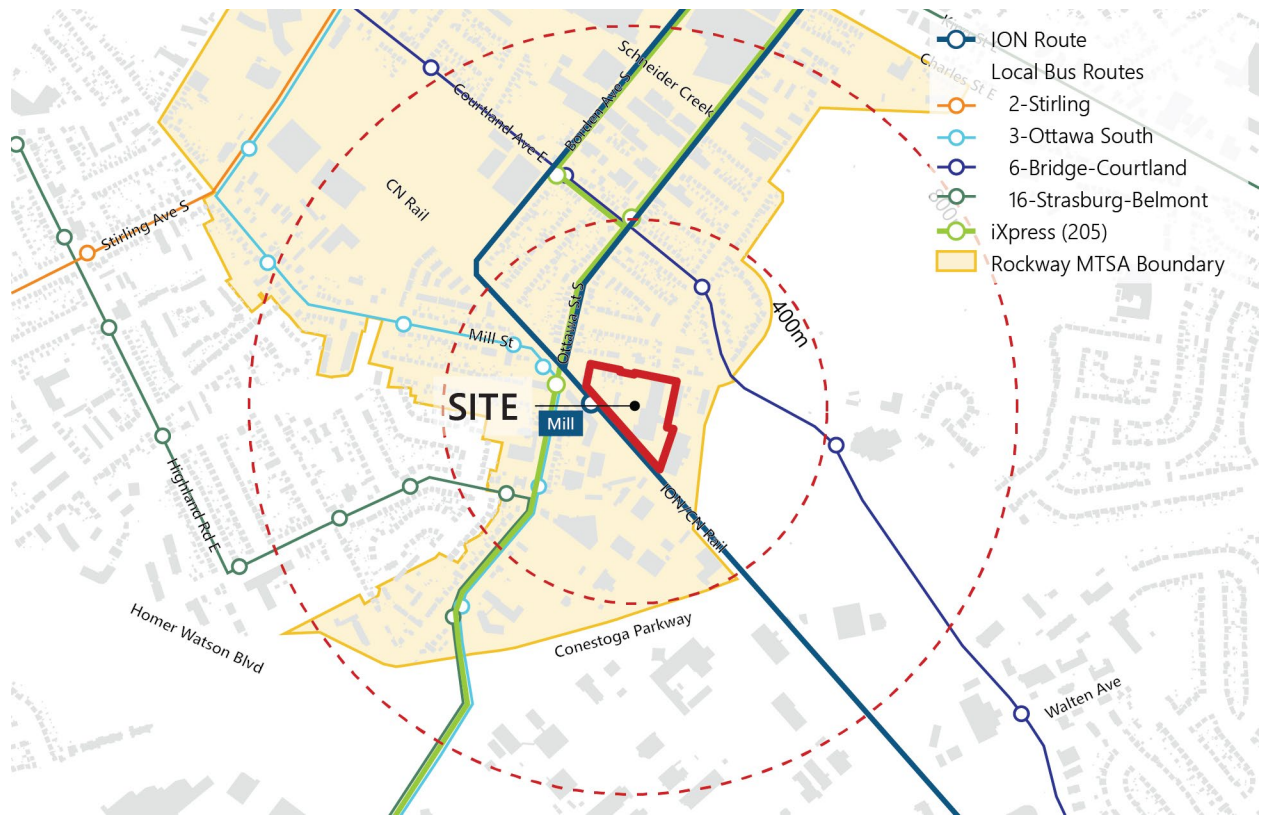 ION Route
Local Bus Routes
2-Stirling
3-Ottawa South
6-Bridge-Courtland
16-Strasburg-Belmont
iXpress (205)
Rockway MTSA Boundary
Charles St E
Schneider Creek
Borden Ave S
Courtland Ave E
CN Rail
Stirling Ave S
800
400m
Ottawa St S
Mill St
SITE
Mill
Highland Rd E
ION/CN Rail
Homer Watson Blvd
Conestoga Parkway
Walten Ave